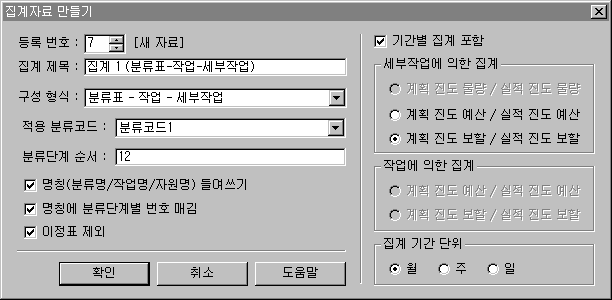 집계자료 만들기
등록 번호 : 7 [새 자료]
집계 제목 : 집계 1 (분류표-작업-세부작업)
구성 형식 : 분류표 - 작업 - 세부작업
적용 분류코드 : 분류코드1
분류단계 순서 : 12
명칭(분류명/작업명/자원명) 들여쓰기
명칭에 분류단계별 번호 매김
이정표 제외
확인 취소 도움말
기간별 집계 포함
세부작업에 의한 집계
계획 진도 물량 / 실적 진도 물량
계획 진도 예산 / 실적 진도 예산
계획 진도 보할 / 실적 진도 보할
작업에 의한 집계
계획 진도 예산 / 실적 진도 예산
계획 진도 보할 / 실적 진도 보할
집계 기간 단위
월 주 일